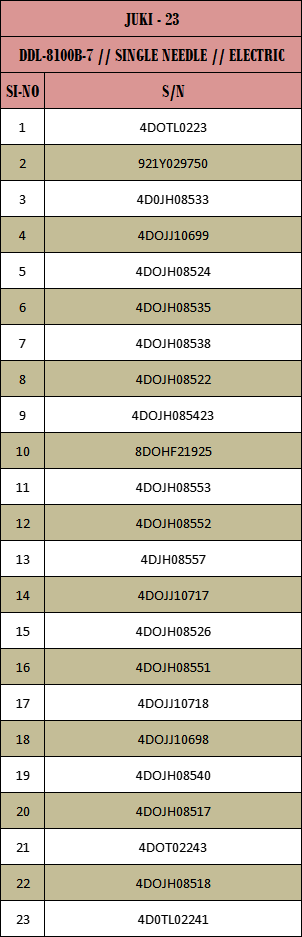 JUKI - 23
DDL-8100B-7 // SINGLE NEEDLE // ELECTRIC
SI-NO S/N
1 4DOTL0223
2 921Y029750
3 4D0JH08533
4 4DOJJ10699
5 4DOJH08524
6 4DOJH08535
7 4DOJH08538
8 4DOJH08522
9 4DOJH085423
10 8DOHF21925
11 4DOJH08553
12 4DOJH08552
13 4DJH08557
14 4DOJJ10717
15 4DOJH08526
16 4DOJH08551
17 4DOJJ10718
18 4DOJJ10698
19 4DOJH08540
20 4DOJH08517
21 4DOT02243
22 4DOJH08518
23 4D0TL02241